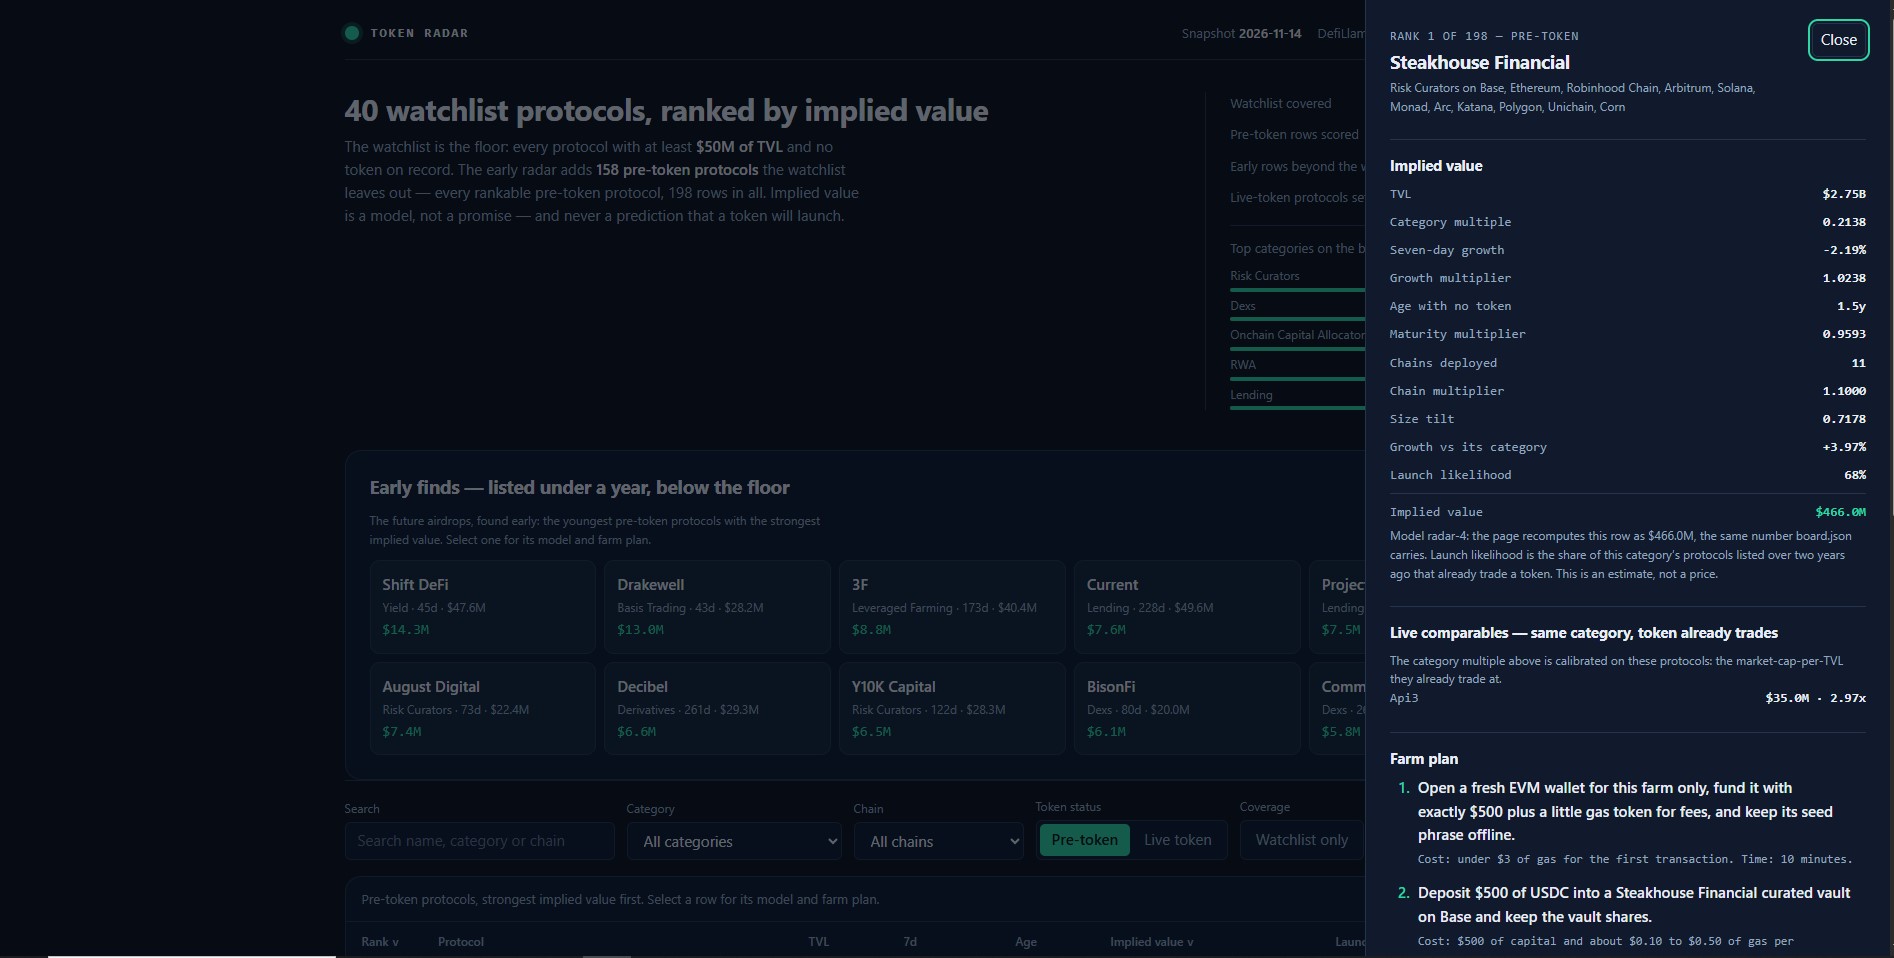 TOKEN RADAR
Snapshot 2026-11-14 DefiLlam
40 watchlist protocols, ranked by implied value
The watchlist is the floor: every protocol with at least $50M of TVL and no
token on record. The early radar adds 158 pre-token protocols the watchlist
leaves out — every rankable pre-token protocol, 198 rows in all. Implied value
is a model, not a promise — and never a prediction that a token will launch.
Watchlist covered
Pre-token rows scored
Early rows beyond the w
Live-token protocols se
Top categories on the b
Risk Curators
Dexs
Onchain Capital Allocator
RWA
Lending
Early finds — listed under a year, below the floor
The future airdrops, found early: the youngest pre-token protocols with the strongest
implied value. Select one for its model and farm plan.
Shift DeFi
Yield · 45d · $47.6M
$14.3M
Drakewell
Basis Trading · 43d · $28.2M
$13.0M
3F
Leveraged Farming · 173d · $40.4M
$8.8M
Current
Lending · 228d · $49.6M
$7.6M
Projec
Lending
$7.5M
August Digital
Risk Curators · 73d · $22.4M
$7.4M
Decibel
Derivatives · 261d · $29.3M
$6.6M
Y10K Capital
Risk Curators · 122d · $28.3M
$6.5M
BisonFi
Dexs · 80d · $20.0M
$6.1M
Comm
Dexs · 2
$5.8M
Search
Search name, category or chain
Category
All categories
Chain
All chains
Token status
Pre-token Live token
Coverage
Watchlist only
Pre-token protocols, strongest implied value first. Select a row for its model and farm plan.
Rank v Protocol TVL 7d Age Implied value v Laun
RANK 1 OF 198 — PRE-TOKEN
Close
Steakhouse Financial
Risk Curators on Base, Ethereum, Robinhood Chain, Arbitrum, Solana,
Monad, Arc, Katana, Polygon, Unichain, Corn
Implied value
TVL $2.75B
Category multiple 0.2138
Seven-day growth -2.19%
Growth multiplier 1.0238
Age with no token 1.5y
Maturity multiplier 0.9593
Chains deployed 11
Chain multiplier 1.1000
Size tilt 0.7178
Growth vs its category +3.97%
Launch likelihood 68%
Implied value $466.0M
Model radar-4: the page recomputes this row as $466.0M, the same number board.json
carries. Launch likelihood is the share of this category's protocols listed over two years
ago that already trade a token. This is an estimate, not a price.
Live comparables — same category, token already trades
The category multiple above is calibrated on these protocols: the market-cap-per-TVL
they already trade at.
Api3 $35.0M · 2.97x
Farm plan
1. Open a fresh EVM wallet for this farm only, fund it with
exactly $500 plus a little gas token for fees, and keep its seed
phrase offline.
Cost: under $3 of gas for the first transaction. Time: 10 minutes.
2. Deposit $500 of USDC into a Steakhouse Financial curated vault
on Base and keep the vault shares.
Cost: $500 of capital and about $0.10 to $0.50 of gas per